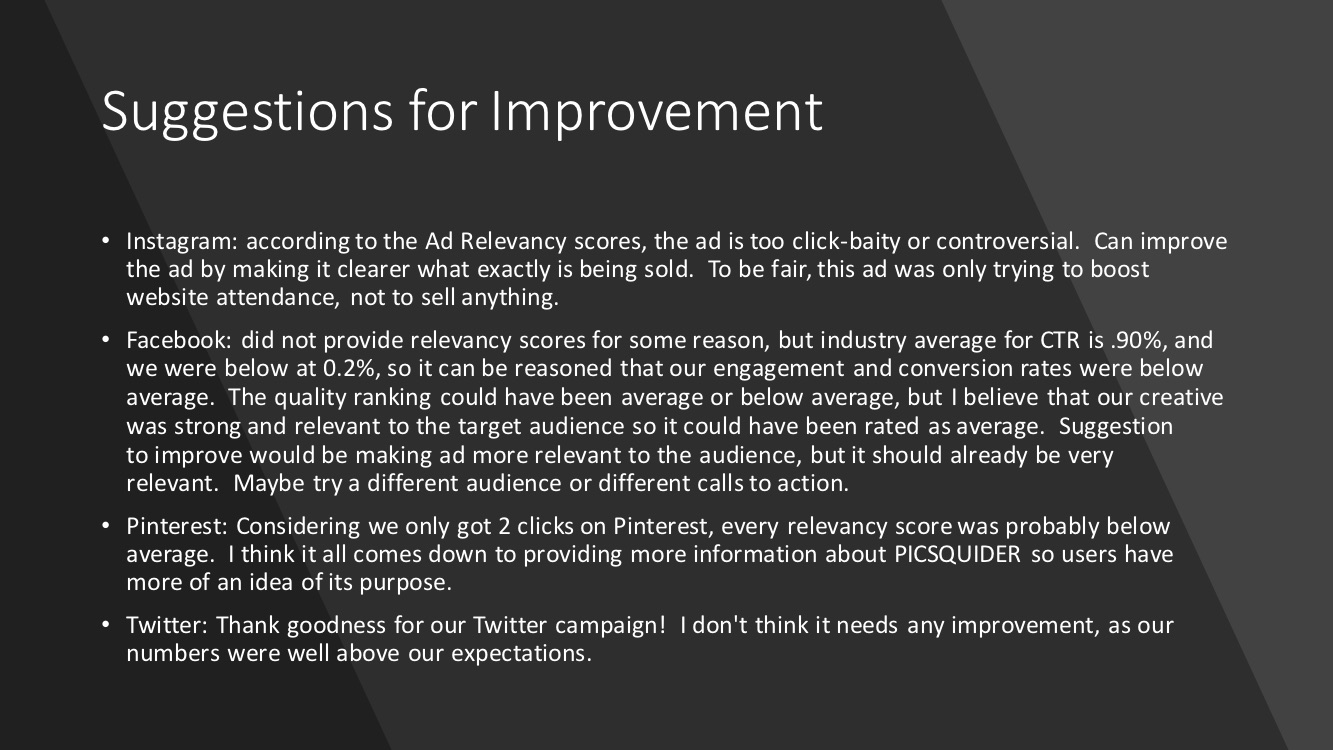 Suggestions for Improvement
• Instagram: according to the Ad Relevancy scores, the ad is too click-baity or controversial.  Can improve
the ad by making it clearer what exactly is being sold.  To be fair, this ad was only trying to boost
website attendance, not to sell anything.
• Facebook: did not provide relevancy scores for some reason, but industry average for CTR is .90%, and
we were below at 0.2%, so it can be reasoned that our engagement and conversion rates were below
average.  The quality ranking could have been average or below average, but I believe that our creative
was strong and relevant to the target audience so it could have been rated as average.  Suggestion
to improve would be making ad more relevant to the audience, but it should already be very
relevant.  Maybe try a different audience or different calls to action.
• Pinterest: Considering we only got 2 clicks on Pinterest, every relevancy score was probably below
average.  I think it all comes down to providing more information about PICSQUIDER so users have
more of an idea of its purpose.
• Twitter: Thank goodness for our Twitter campaign!  I don't think it needs any improvement, as our
numbers were well above our expectations.